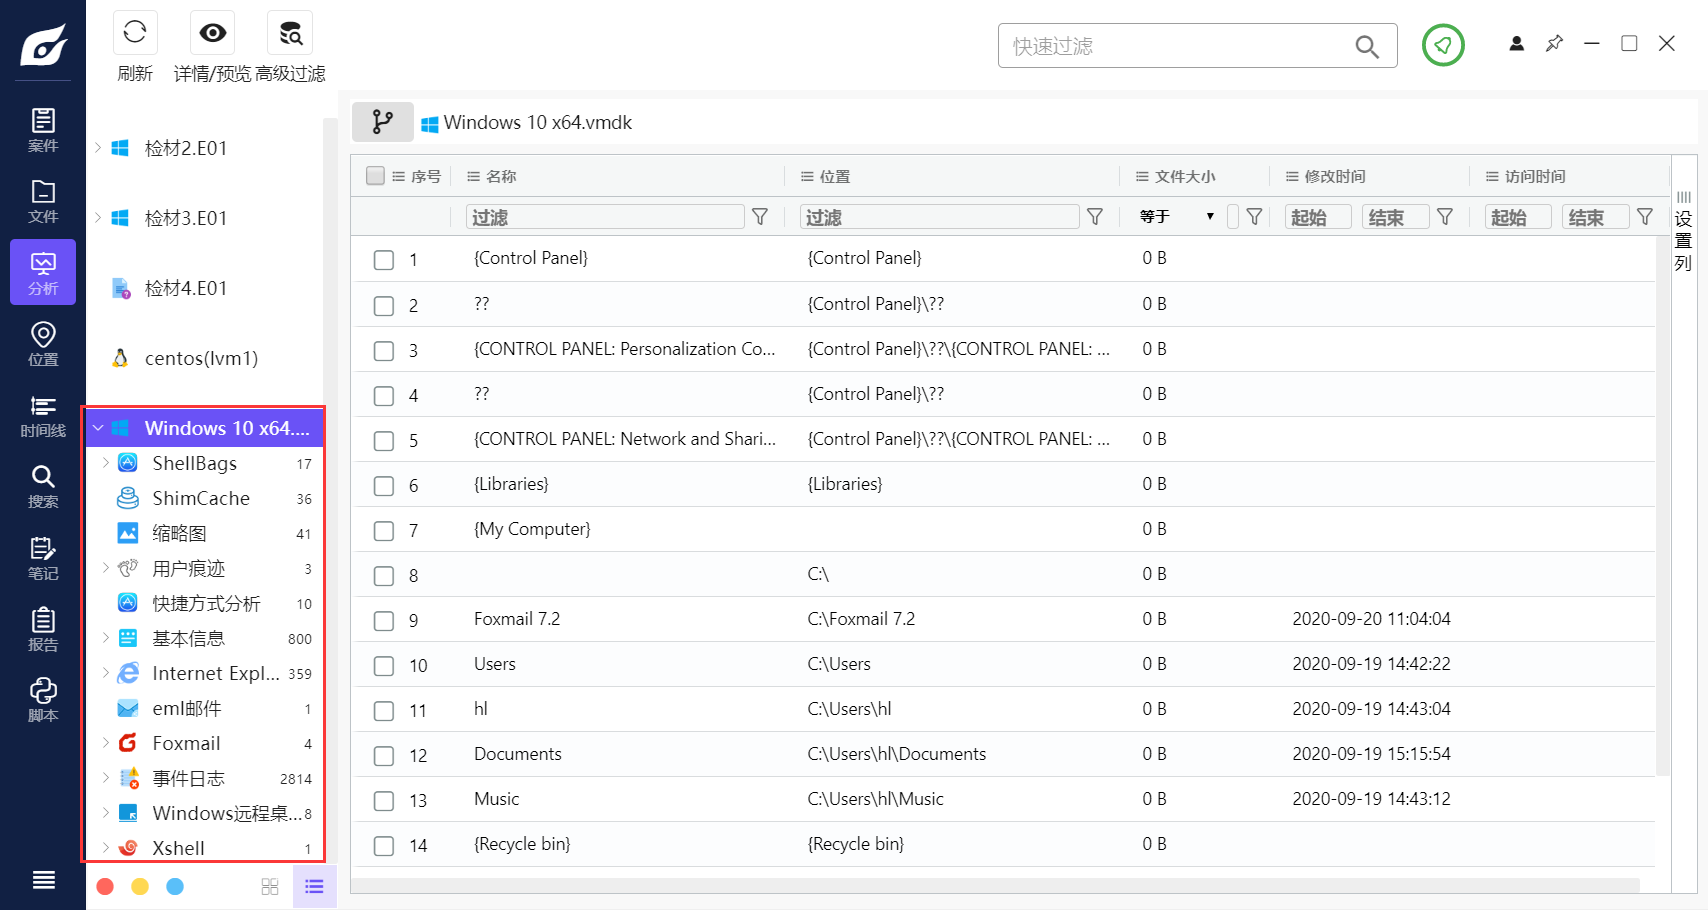 刷新
详情/预览
高级过滤
快速过滤
案件
文件
分析
位置
时间线
搜索
笔记
报告
脚本
检材2.E01
检材3.E01
检材4.E01
centos(lvm1)
Windows 10 x64....
ShellBags 17
ShimCache 36
缩略图 41
用户痕迹 3
快捷方式分析 10
基本信息 800
Internet Expl... 359
eml邮件 1
Foxmail 4
事件日志 2814
Windows远程桌... 8
Xshell 1
Windows 10 x64.vmdk
序号 名称 位置 文件大小 修改时间 访问时间
过滤 过滤 等于 起始 结束 起始 结束
1 {Control Panel} {Control Panel} 0 B
2 ?? {Control Panel}\?? 0 B
3 {CONTROL PANEL: Personalization Co... {Control Panel}\??\{CONTROL PANEL: ... 0 B
4 ?? {Control Panel}\?? 0 B
5 {CONTROL PANEL: Network and Shari... {Control Panel}\??\{CONTROL PANEL: ... 0 B
6 {Libraries} {Libraries} 0 B
7 {My Computer} 0 B
8 C:\ 0 B
9 Foxmail 7.2 C:\Foxmail 7.2 0 B 2020-09-20 11:04:04
10 Users C:\Users 0 B 2020-09-19 14:42:22
11 hl C:\Users\hl 0 B 2020-09-19 14:43:04
12 Documents C:\Users\hl\Documents 0 B 2020-09-19 15:15:54
13 Music C:\Users\hl\Music 0 B 2020-09-19 14:43:12
14 {Recycle bin} {Recycle bin} 0 B
设置列